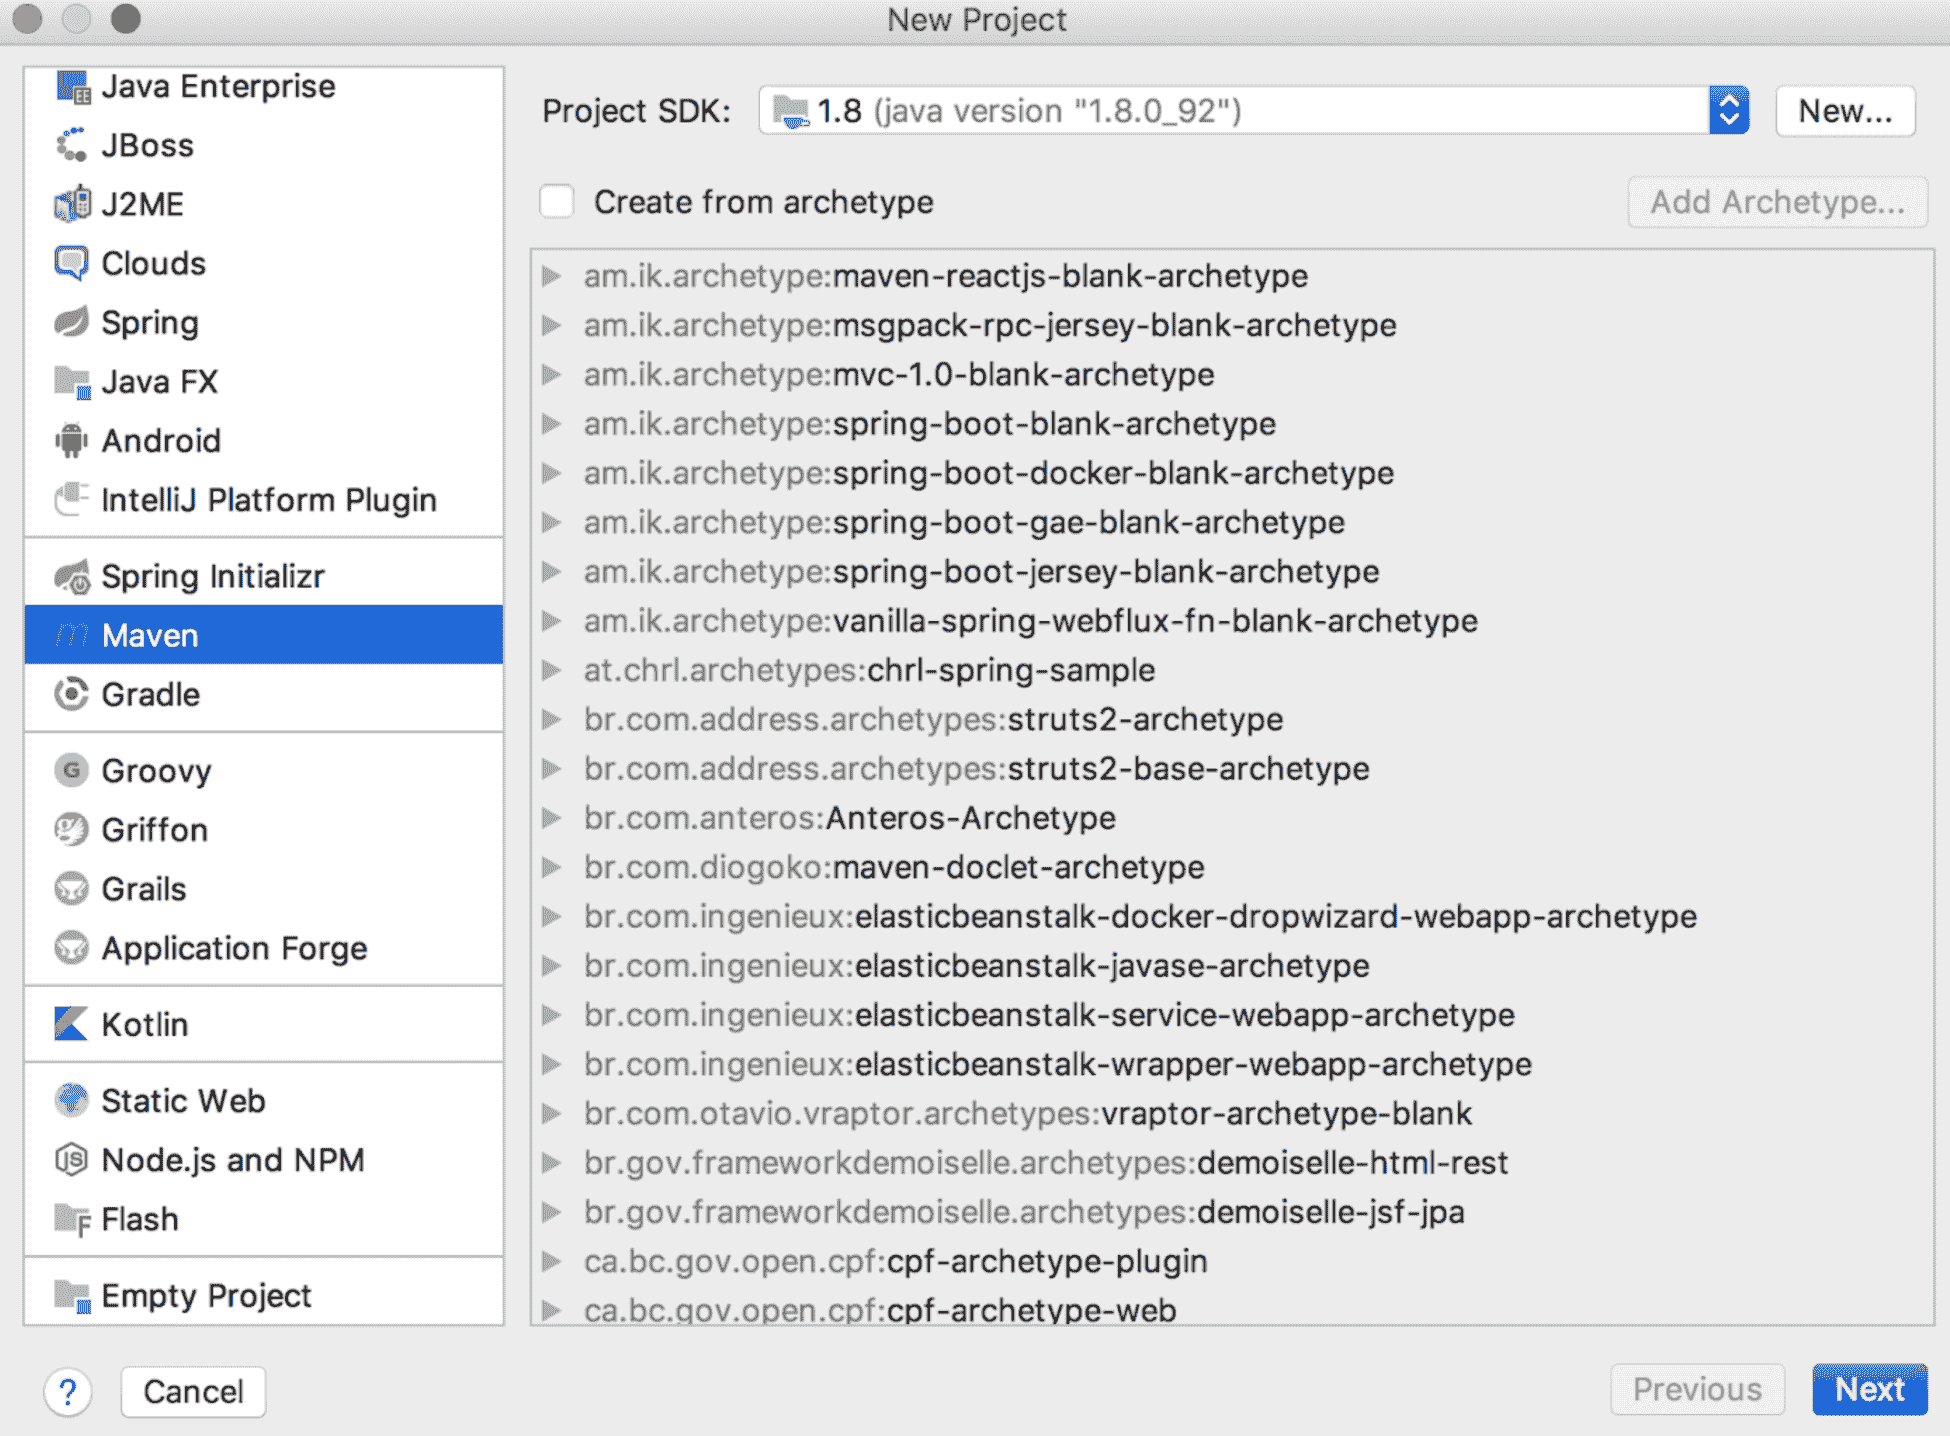 New Project
Java Enterprise
JBoss
J2ME
Clouds
Spring
Java FX
Android
IntelliJ Platform Plugin
Spring Initializr
Maven
Gradle
Groovy
Griffon
Grails
Application Forge
Kotlin
Static Web
Node.js and NPM
Flash
Empty Project
Project SDK: 1.8 (java version "1.8.0_92") New...
Create from archetype Add Archetype...
am.ik.archetype:maven-reactjs-blank-archetype
am.ik.archetype:msgpack-rpc-jersey-blank-archetype
am.ik.archetype:mvc-1.0-blank-archetype
am.ik.archetype:spring-boot-blank-archetype
am.ik.archetype:spring-boot-docker-blank-archetype
am.ik.archetype:spring-boot-gae-blank-archetype
am.ik.archetype:spring-boot-jersey-blank-archetype
am.ik.archetype:vanilla-spring-webflux-fn-blank-archetype
at.chrl.archetypes:chrl-spring-sample
br.com.address.archetypes:struts2-archetype
br.com.address.archetypes:struts2-base-archetype
br.com.anteros:Anteros-Archetype
br.com.diogoko:maven-doclet-archetype
br.com.ingenieux:elasticbeanstalk-docker-dropwizard-webapp-archetype
br.com.ingenieux:elasticbeanstalk-javase-archetype
br.com.ingenieux:elasticbeanstalk-service-webapp-archetype
br.com.ingenieux:elasticbeanstalk-wrapper-webapp-archetype
br.com.otavio.vraptor.archetypes:vraptor-archetype-blank
br.gov.frameworkdemoiselle.archetypes:demoiselle-html-rest
br.gov.frameworkdemoiselle.archetypes:demoiselle-jsf-jpa
ca.bc.gov.open.cpf:cpf-archetype-plugin
ca.bc.gov.open.cpf:cpf-archetype-web
? Cancel Previous Next